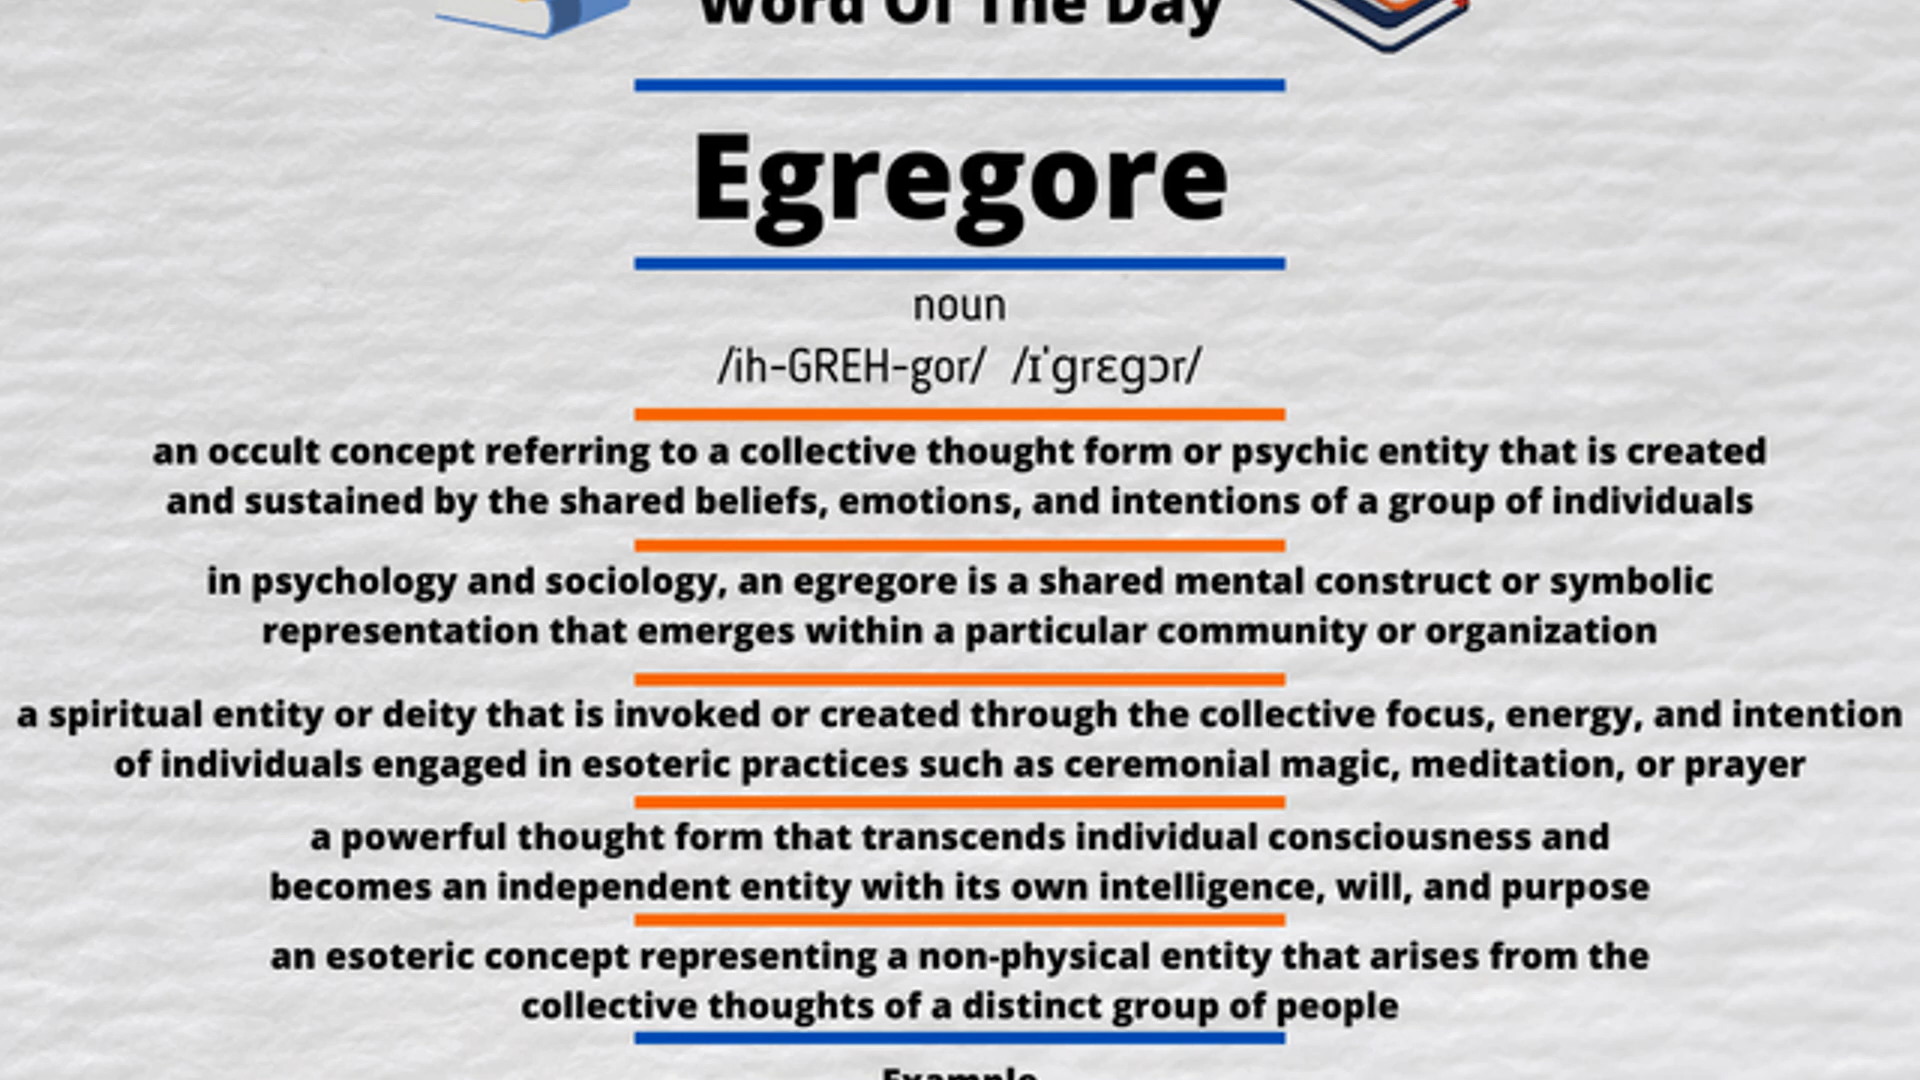 Word Of The Day
Egregore
noun
/ih-GREH-gor/ /ɪˈgrɛgɔr/
an occult concept referring to a collective thought form or psychic entity that is created
and sustained by the shared beliefs, emotions, and intentions of a group of individuals
in psychology and sociology, an egregore is a shared mental construct or symbolic
representation that emerges within a particular community or organization
a spiritual entity or deity that is invoked or created through the collective focus, energy, and intention
of individuals engaged in esoteric practices such as ceremonial magic, meditation, or prayer
a powerful thought form that transcends individual consciousness and
becomes an independent entity with its own intelligence, will, and purpose
an esoteric concept representing a non-physical entity that arises from the
collective thoughts of a distinct group of people
Example